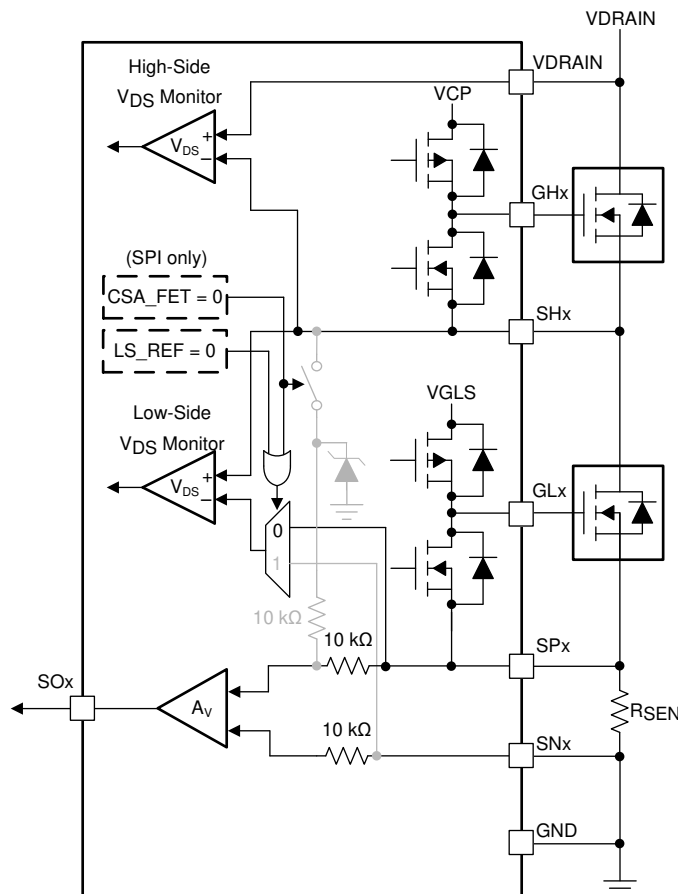 VDRAIN
High-Side
VDS Monitor
VDRAIN
VCP
+
VDS
−
GHx
(SPI only)
CSA_FET = 0
SHx
LS_REF = 0
Low-Side
VDS Monitor
VGLS
+
VDS
−
GLx
0
1
10 kΩ
10 kΩ
SPx
SOx
AV
RSEN
10 kΩ
SNx
GND